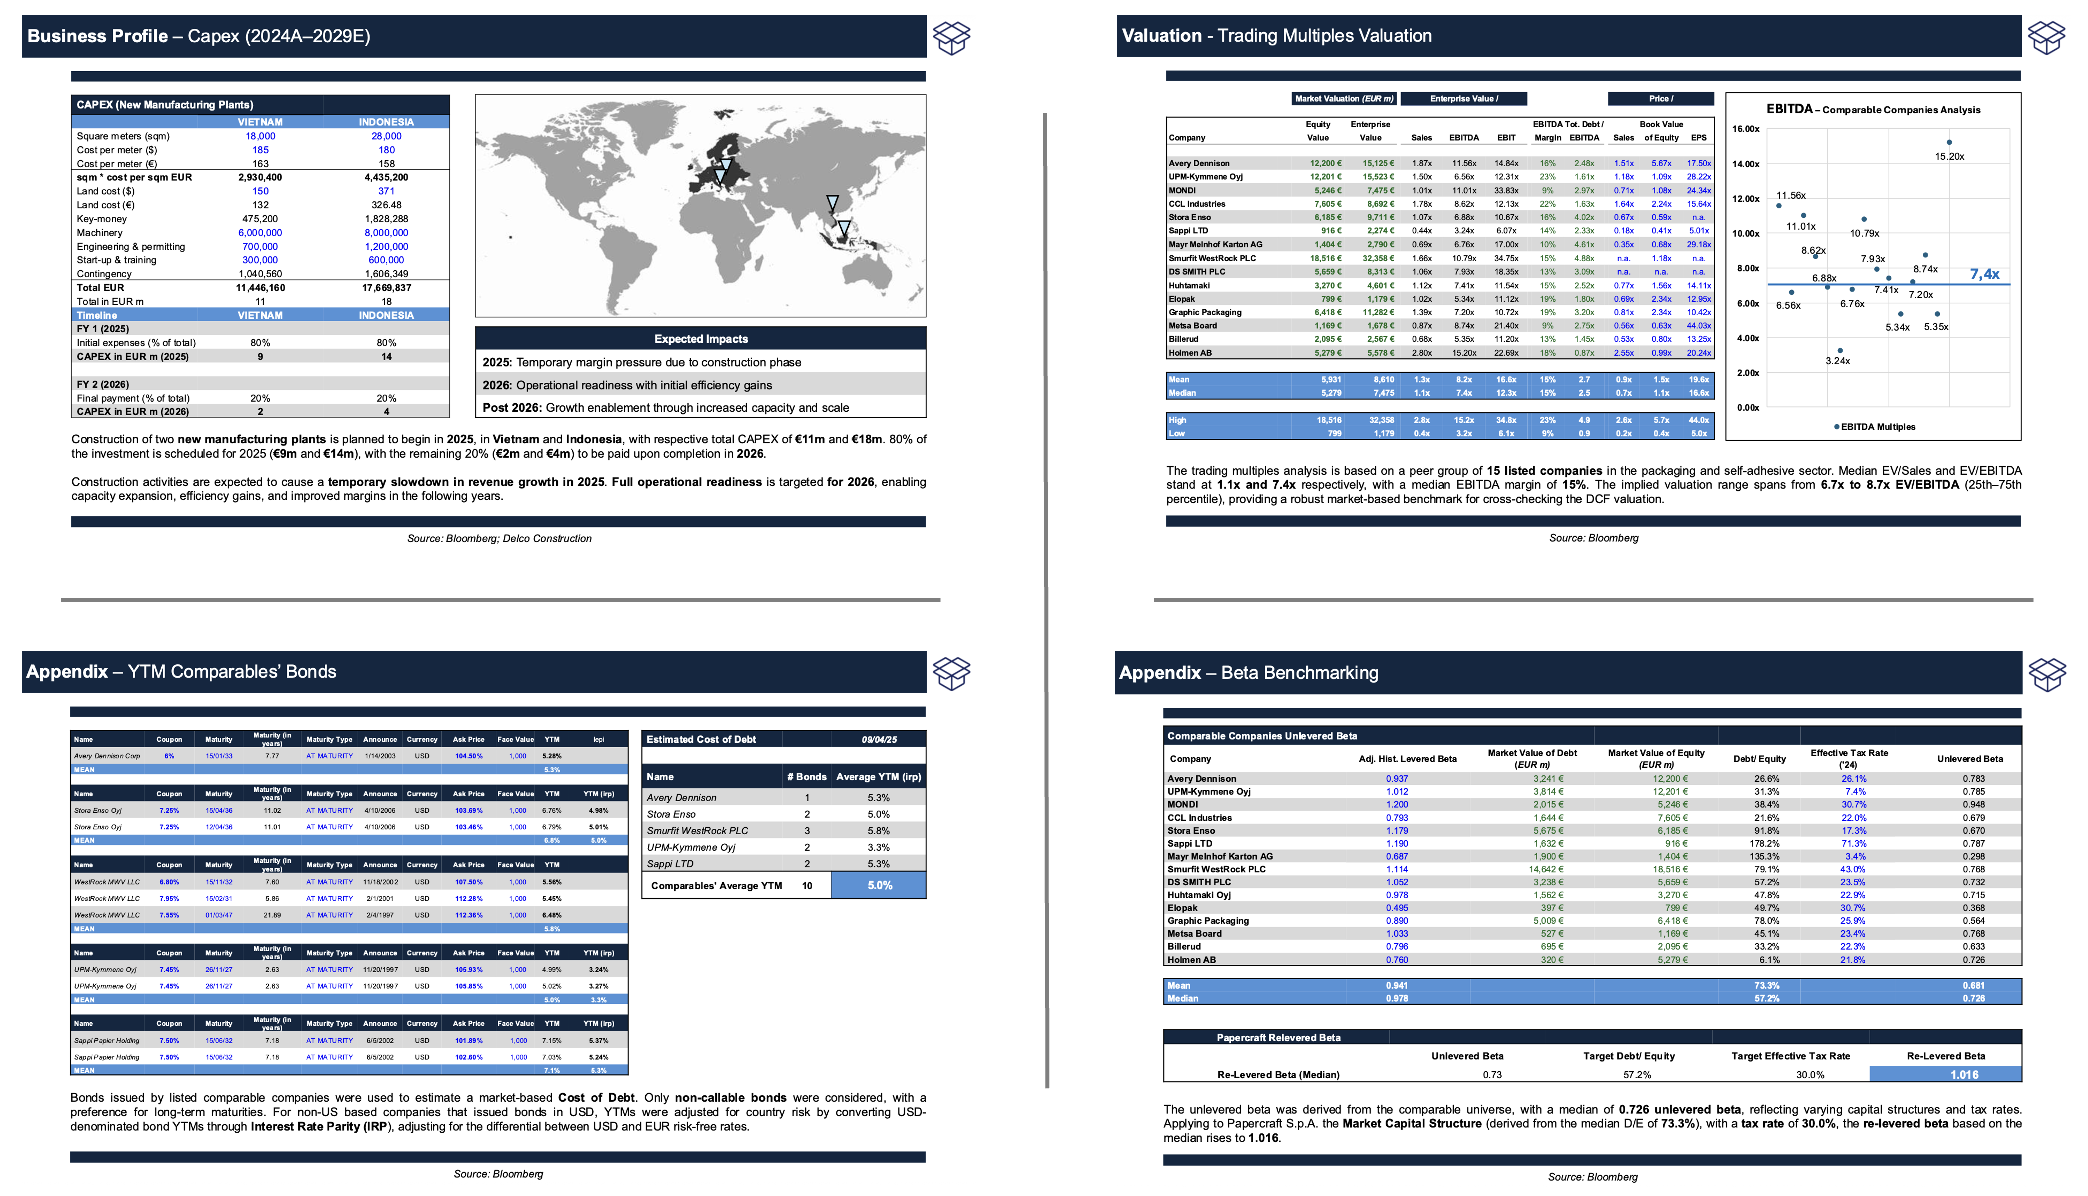 Business Profile – Capex (2024A–2029E)
CAPEX (New Manufacturing Plants)
VIETNAM INDONESIA
Square meters (sqm) 18,000 28,000
Cost per meter ($) 185 180
Cost per meter (€) 163 158
sqm * cost per sqm EUR 2,930,400 4,435,200
Land cost ($) 150 371
Land cost (€) 132 326.48
Key-money 475,200 1,828,288
Machinery 6,000,000 8,000,000
Engineering & permitting 700,000 1,200,000
Start-up & training 300,000 600,000
Contingency 1,040,560 1,606,349
Total EUR 11,446,160 17,669,837
Total in EUR m 11 18
Timeline VIETNAM INDONESIA
FY 1 (2025)
Initial expenses (% of total) 80% 80%
CAPEX in EUR m (2025) 9 14
FY 2 (2026)
Final payment (% of total) 20% 20%
CAPEX in EUR m (2026) 2 4
Expected Impacts
2025: Temporary margin pressure due to construction phase
2026: Operational readiness with initial efficiency gains
Post 2026: Growth enablement through increased capacity and scale
Construction of two new manufacturing plants is planned to begin in 2025, in Vietnam and Indonesia, with respective total CAPEX of €11m and €18m. 80% of
the investment is scheduled for 2025 (€9m and €14m), with the remaining 20% (€2m and €4m) to be paid upon completion in 2026.
Construction activities are expected to cause a temporary slowdown in revenue growth in 2025. Full operational readiness is targeted for 2026, enabling
capacity expansion, efficiency gains, and improved margins in the following years.
Source: Bloomberg; Delco Construction
Valuation - Trading Multiples Valuation
Market Valuation (EUR m) Enterprise Value / Price /
Equity Enterprise EBITDA Tot. Debt / Book Value
Company Value Value Sales EBITDA EBIT Margin EBITDA Sales of Equity EPS
Avery Dennison 12,200 € 15,125 € 1.87x 11.56x 14.84x 16% 2.48x 1.51x 5.67x 17.50x
UPM-Kymmene Oyj 12,201 € 15,523 € 1.50x 6.56x 12.31x 23% 1.61x 1.18x 1.09x 28.22x
MONDI 5,246 € 7,475 € 1.01x 11.01x 33.83x 9% 2.97x 0.71x 1.08x 24.34x
CCL Industries 7,605 € 8,692 € 1.78x 8.62x 12.13x 22% 1.63x 1.64x 2.24x 15.64x
Stora Enso 6,185 € 9,711 € 1.07x 6.88x 10.67x 16% 4.02x 0.67x 0.59x n.a.
Sappi LTD 916 € 2,274 € 0.44x 3.24x 6.07x 14% 2.33x 0.18x 0.41x 5.01x
Mayr Melnhof Karton AG 1,404 € 2,790 € 0.69x 6.76x 17.00x 10% 4.61x 0.35x 0.68x 29.18x
Smurfit WestRock PLC 18,516 € 32,358 € 1.66x 10.79x 34.75x 15% 4.88x n.a. 1.18x n.a.
DS SMITH PLC 5,659 € 8,313 € 1.06x 7.93x 18.35x 13% 3.09x n.a. n.a. n.a.
Huhtamaki 3,270 € 4,601 € 1.12x 7.41x 11.54x 15% 2.52x 0.77x 1.56x 14.11x
Elopak 799 € 1,179 € 1.02x 5.34x 11.12x 19% 1.80x 0.69x 2.34x 12.95x
Graphic Packaging 6,418 € 11,282 € 1.39x 7.20x 10.72x 19% 3.20x 0.81x 2.34x 10.42x
Metsa Board 1,169 € 1,678 € 0.87x 8.74x 21.40x 9% 2.75x 0.56x 0.63x 44.03x
Billerud 2,095 € 2,567 € 0.68x 5.35x 11.20x 13% 1.45x 0.53x 0.80x 13.25x
Holmen AB 5,279 € 5,578 € 2.80x 15.20x 22.69x 18% 0.87x 2.55x 0.99x 20.24x
Mean 5,931 8,610 1.3x 8.2x 16.6x 15% 2.7 0.9x 1.5x 19.6x
Median 5,279 7,475 1.1x 7.4x 12.3x 15% 2.5 0.7x 1.1x 16.6x
High 18,516 32,358 2.8x 15.2x 34.8x 23% 4.9 2.6x 5.7x 44.0x
Low 799 1,179 0.4x 3.2x 6.1x 9% 0.9 0.2x 0.4x 5.0x
EBITDA – Comparable Companies Analysis
16.00x
14.00x
12.00x
10.00x
8.00x
6.00x
4.00x
2.00x
0.00x
15.20x
11.56x
11.01x
10.79x
8.62x
7.93x
8.74x
7,4x
6.88x
7.41x
7.20x
6.56x
6.76x
5.34x
5.35x
3.24x
EBITDA Multiples
The trading multiples analysis is based on a peer group of 15 listed companies in the packaging and self-adhesive sector. Median EV/Sales and EV/EBITDA
stand at 1.1x and 7.4x respectively, with a median EBITDA margin of 15%. The implied valuation range spans from 6.7x to 8.7x EV/EBITDA (25th–75th
percentile), providing a robust market-based benchmark for cross-checking the DCF valuation.
Source: Bloomberg
Appendix – YTM Comparables' Bonds
Name Coupon Maturity Maturity (in years) Maturity Type Announce Currency Ask Price Face Value YTM
Avery Dennison Corp 6% 15/01/33 7.77 AT MATURITY 1/14/2003 USD 104.50% 1,000 5.28%
MEAN 5.3%
Name Coupon Maturity Maturity (in years) Maturity Type Announce Currency Ask Price Face Value YTM YTM (irp)
Stora Enso Oyj 7.25% 15/04/36 11.02 AT MATURITY 4/10/2006 USD 103.69% 1,000 6.76% 4.98%
Stora Enso Oyj 7.25% 12/04/36 11.01 AT MATURITY 4/10/2006 USD 103.46% 1,000 6.79% 5.01%
MEAN 6.8% 5.0%
Name Coupon Maturity Maturity (in years) Maturity Type Announce Currency Ask Price Face Value YTM
WestRock MWV LLC 6.80% 15/11/32 7.60 AT MATURITY 11/18/2002 USD 107.50% 1,000 5.56%
WestRock MWV LLC 7.95% 15/02/31 5.86 AT MATURITY 2/1/2001 USD 112.28% 1,000 5.45%
WestRock MWV LLC 7.55% 01/03/47 21.89 AT MATURITY 2/4/1997 USD 112.36% 1,000 6.48%
MEAN 5.8%
Name Coupon Maturity Maturity (in years) Maturity Type Announce Currency Ask Price Face Value YTM YTM (irp)
UPM-Kymmene Oyj 7.45% 26/11/27 2.63 AT MATURITY 11/20/1997 USD 105.93% 1,000 4.99% 3.24%
UPM-Kymmene Oyj 7.45% 26/11/27 2.63 AT MATURITY 11/20/1997 USD 105.85% 1,000 5.02% 3.27%
MEAN 5.0% 3.3%
Name Coupon Maturity Maturity (in years) Maturity Type Announce Currency Ask Price Face Value YTM YTM (irp)
Sappi Papier Holding 7.50% 15/06/32 7.18 AT MATURITY 6/5/2002 USD 101.89% 1,000 7.15% 5.37%
Sappi Papier Holding 7.50% 15/06/32 7.18 AT MATURITY 6/5/2002 USD 102.60% 1,000 7.03% 5.24%
MEAN 7.1% 5.3%
Estimated Cost of Debt 09/04/25
Name # Bonds Average YTM (irp)
Avery Dennison 1 5.3%
Stora Enso 2 5.0%
Smurfit WestRock PLC 3 5.8%
UPM-Kymmene Oyj 2 3.3%
Sappi LTD 2 5.3%
Comparables' Average YTM 10 5.0%
Bonds issued by listed comparable companies were used to estimate a market-based Cost of Debt. Only non-callable bonds were considered, with a
preference for long-term maturities. For non-US based companies that issued bonds in USD, YTMs were adjusted for country risk by converting USD-
denominated bond YTMs through Interest Rate Parity (IRP), adjusting for the differential between USD and EUR risk-free rates.
Source: Bloomberg
Appendix – Beta Benchmarking
Comparable Companies Unlevered Beta
Company Adj. Hist. Levered Beta Market Value of Debt (EUR m) Market Value of Equity (EUR m) Debt/ Equity Effective Tax Rate ('24) Unlevered Beta
Avery Dennison 0.937 3,241 € 12,200 € 26.6% 26.1% 0.783
UPM-Kymmene Oyj 1.012 3,814 € 12,201 € 31.3% 7.4% 0.785
MONDI 1.200 2,015 € 5,246 € 38.4% 30.7% 0.948
CCL Industries 0.793 1,644 € 7,605 € 21.6% 22.0% 0.679
Stora Enso 1.179 5,675 € 6,185 € 91.8% 17.3% 0.670
Sappi LTD 1.190 1,632 € 916 € 178.2% 71.3% 0.787
Mayr Melnhof Karton AG 0.687 1,900 € 1,404 € 135.3% 3.4% 0.298
Smurfit WestRock PLC 1.114 14,642 € 18,516 € 79.1% 43.0% 0.768
DS SMITH PLC 1.052 3,238 € 5,659 € 57.2% 23.5% 0.732
Huhtamaki Oyj 0.978 1,562 € 3,270 € 47.8% 22.9% 0.715
Elopak 0.495 397 € 799 € 49.7% 30.7% 0.368
Graphic Packaging 0.890 5,009 € 6,418 € 78.0% 25.9% 0.564
Metsa Board 1.033 527 € 1,169 € 45.1% 23.4% 0.768
Billerud 0.796 695 € 2,095 € 33.2% 22.3% 0.633
Holmen AB 0.760 320 € 5,279 € 6.1% 21.8% 0.726
Mean 0.941 73.3% 0.681
Median 0.978 57.2% 0.726
Papercraft Relevered Beta
Unlevered Beta Target Debt/ Equity Target Effective Tax Rate Re-Levered Beta
Re-Levered Beta (Median) 0.73 57.2% 30.0% 1.016
The unlevered beta was derived from the comparable universe, with a median of 0.726 unlevered beta, reflecting varying capital structures and tax rates.
Applying to Papercraft S.p.A. the Market Capital Structure (derived from the median D/E of 73.3%), with a tax rate of 30.0%, the re-levered beta based on the
median rises to 1.016.
Source: Bloomberg